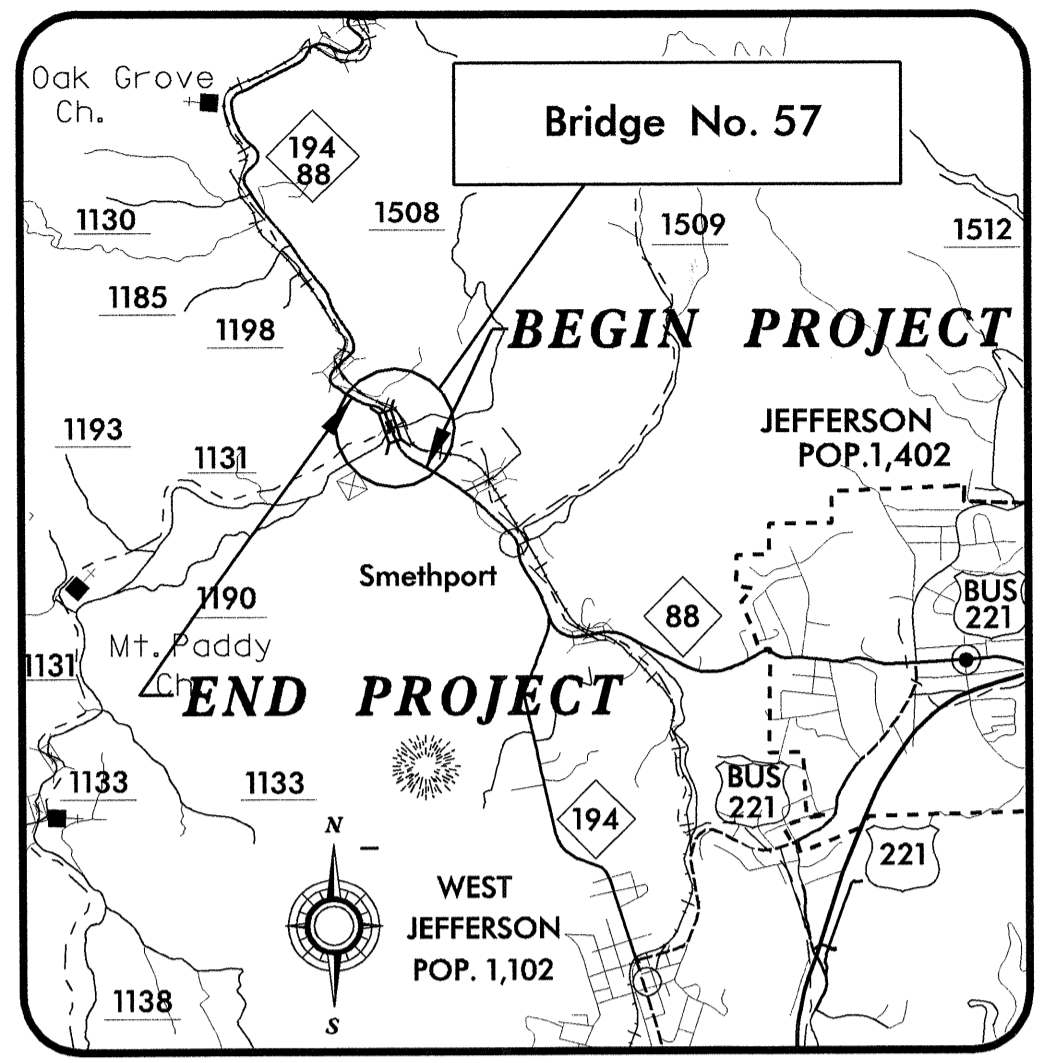 Oak Grove
Ch.
194
88
Bridge No. 57
1130
1508
1509
1512
1185
1198
BEGIN PROJECT
1193
1131
JEFFERSON
POP.1,402
Smethport
1190
88
BUS
221
Mt. Paddy
Ch.
1131
END PROJECT
1133
1133
BUS
221
194
221
N
WEST
JEFFERSON
POP. 1,102
1138
S